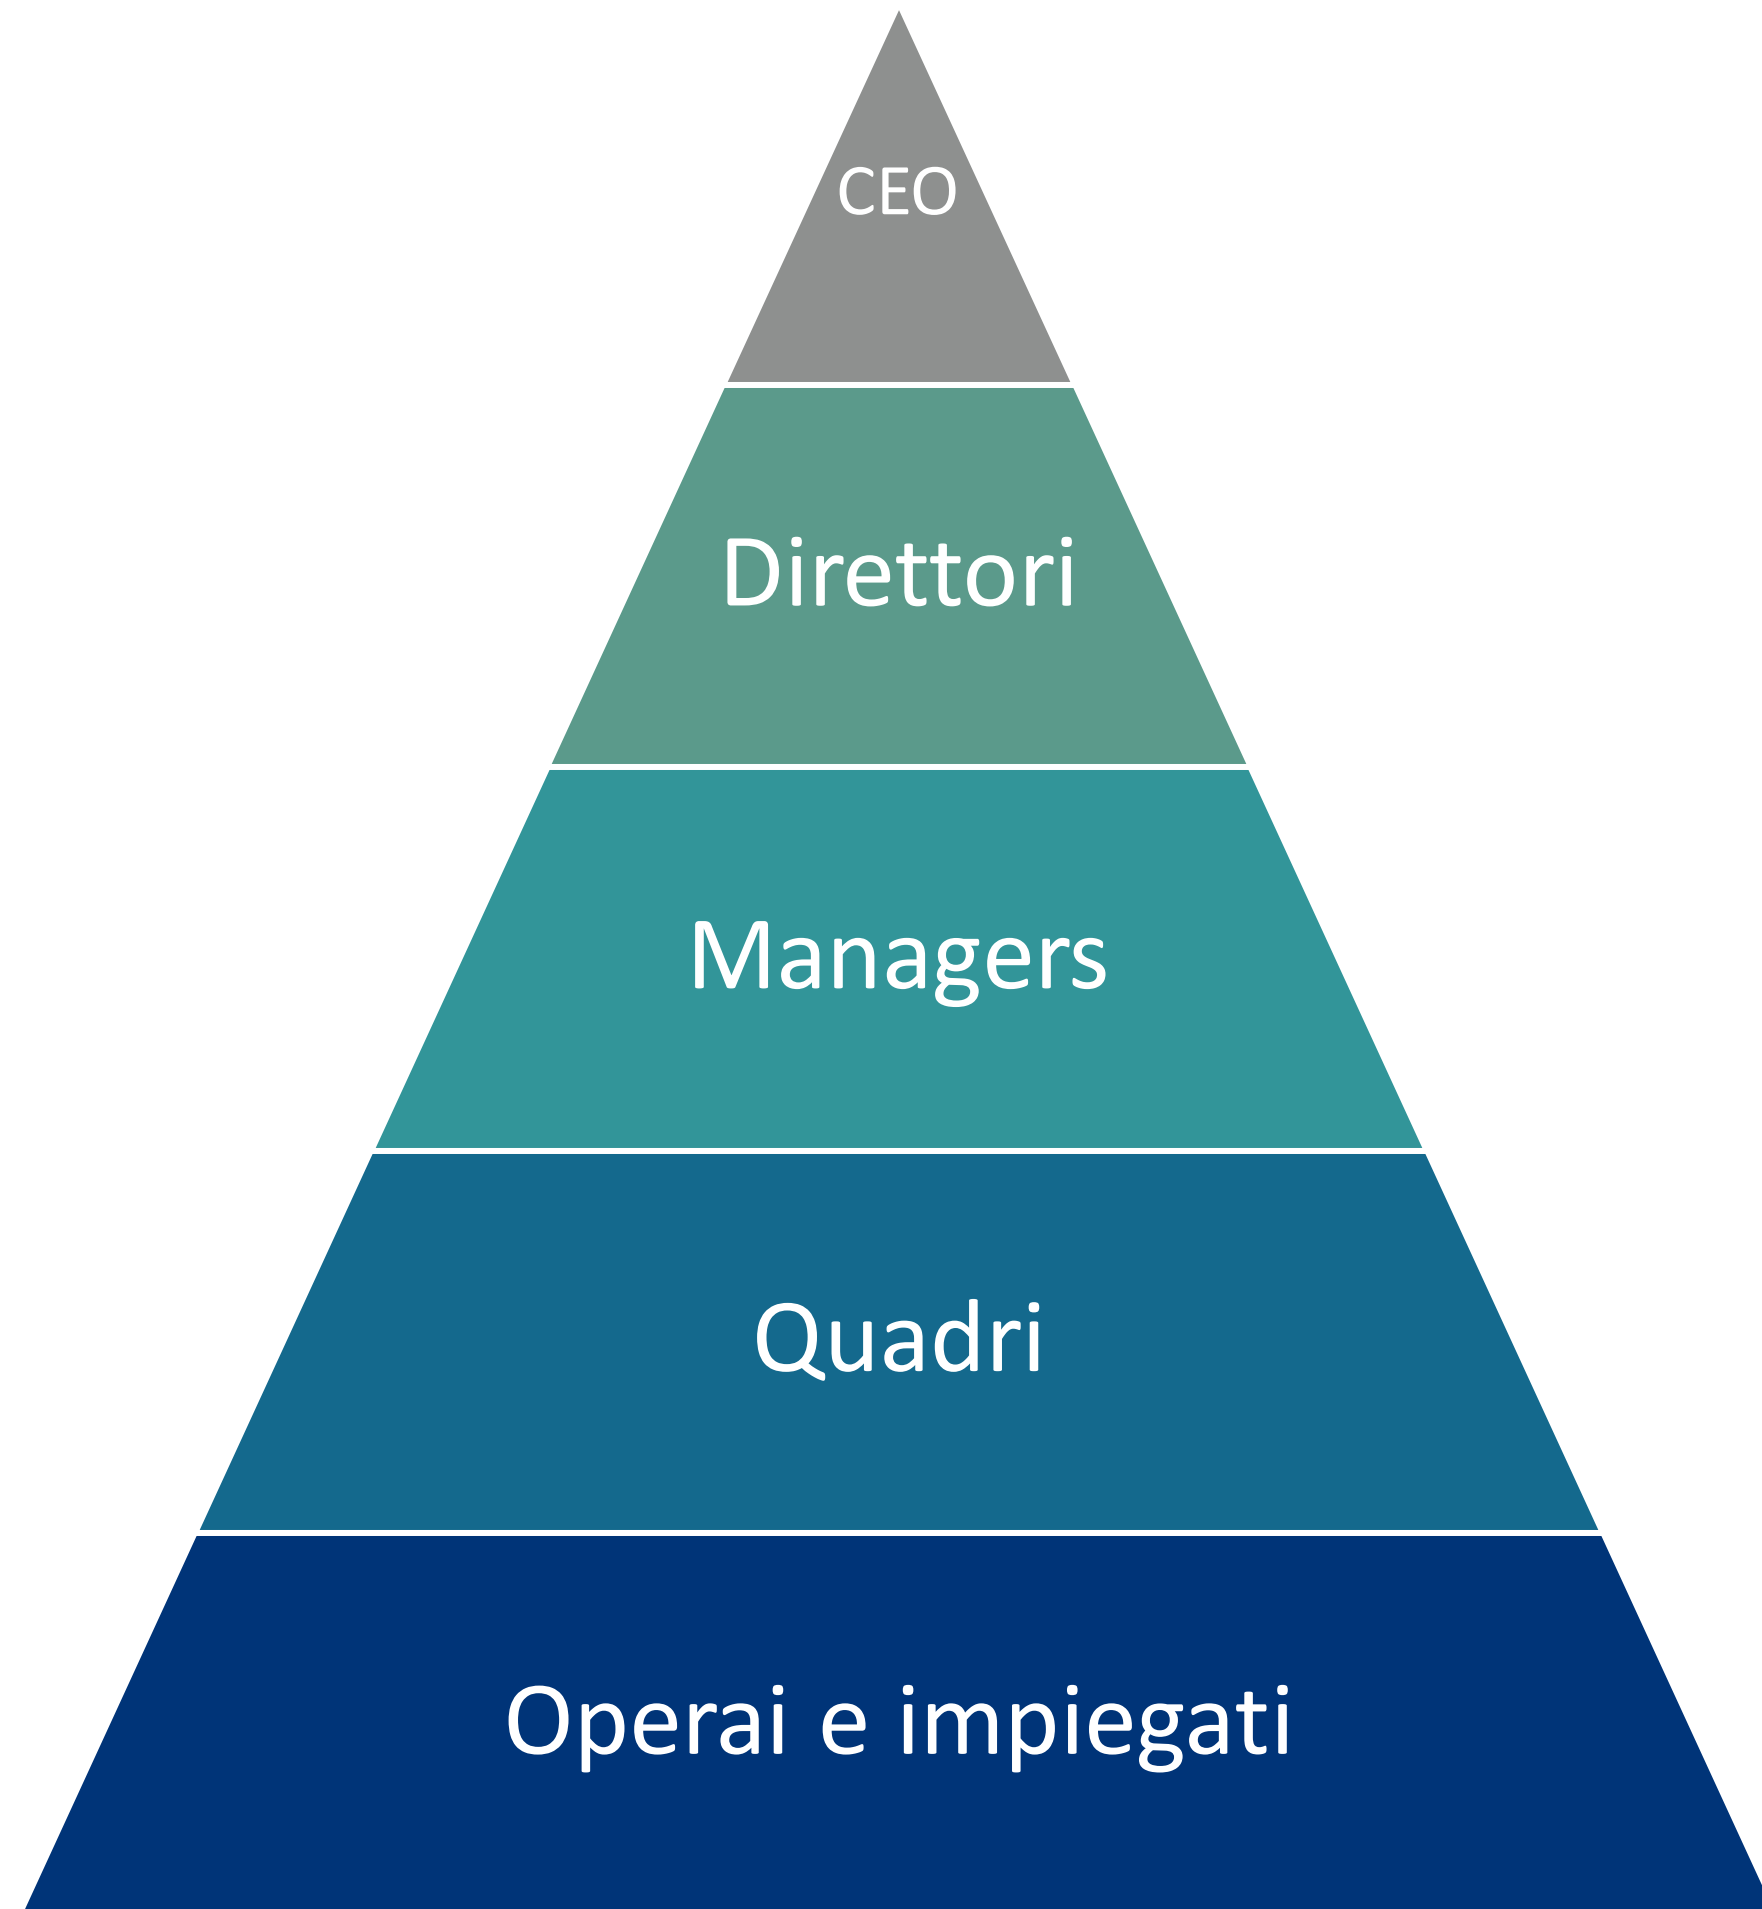 CEO
Direttori
Managers
Quadri
Operai e impiegati